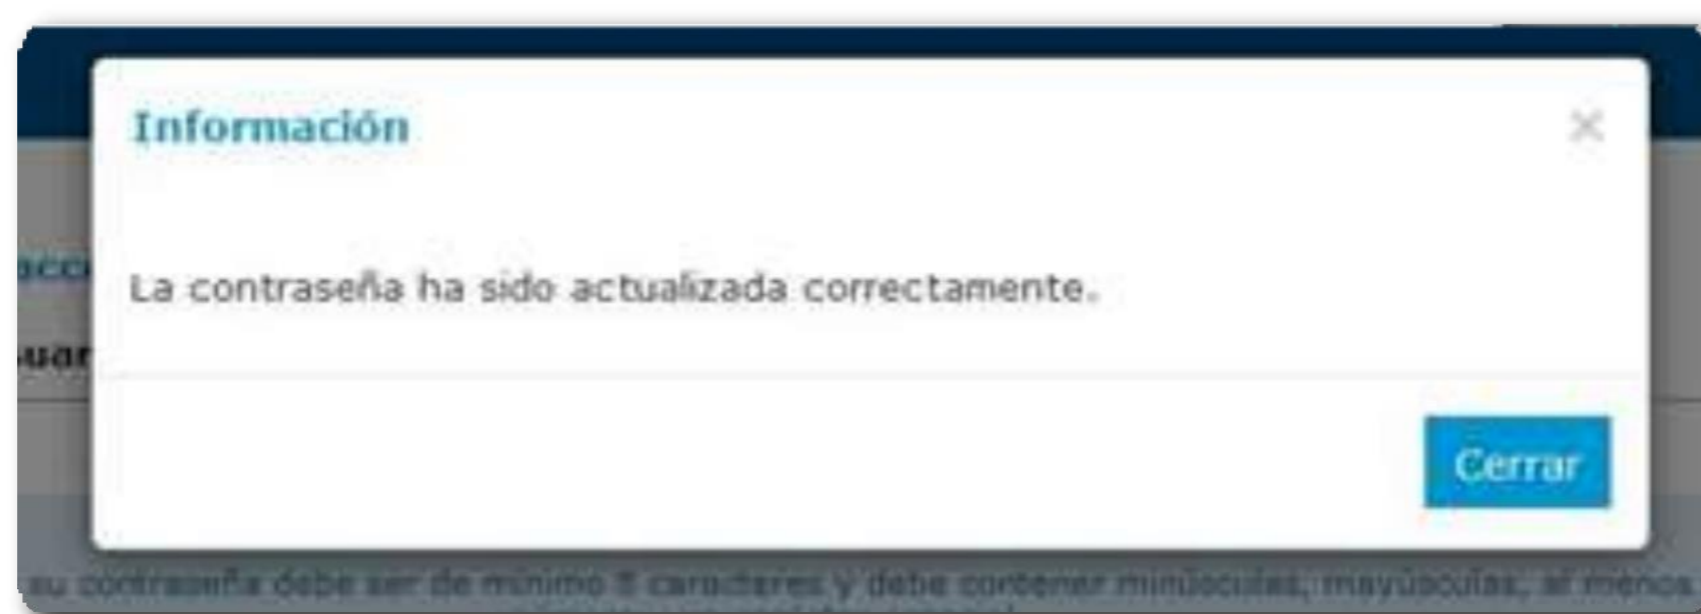 Información
×
La contraseña ha sido actualizada correctamente.
Cerrar
su contraseña debe ser de mínimo 8 caracteres y debe contener minúsculas, mayúsculas, al menos